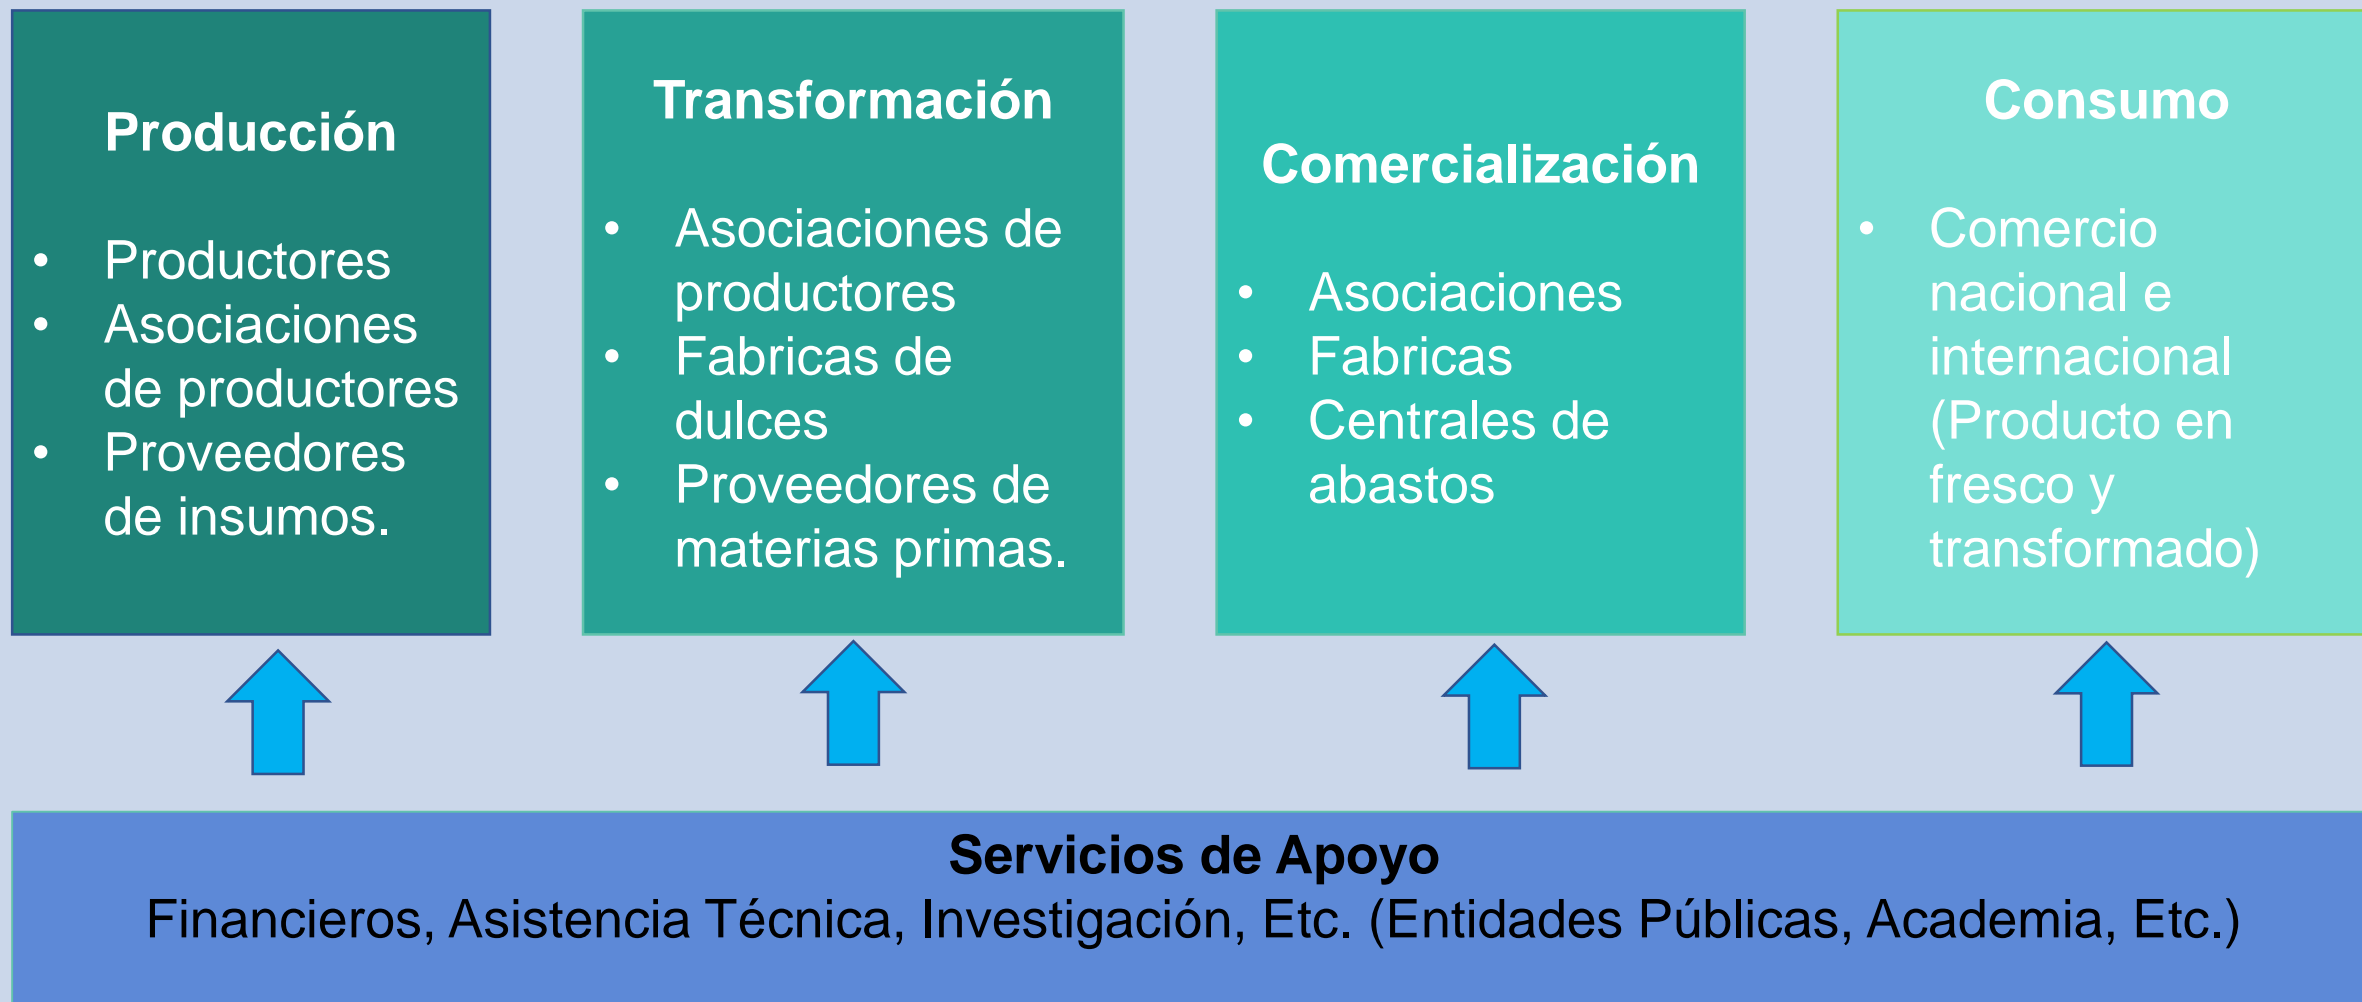 Producción
• Productores
• Asociaciones
de productores
• Proveedores
de insumos.
Transformación
• Asociaciones de
productores
• Fabricas de
dulces
• Proveedores de
materias primas.
Comercialización
• Asociaciones
• Fabricas
• Centrales de
abastos
Consumo
• Comercio
nacional e
internacional
(Producto en
fresco y
transformado)
Servicios de Apoyo
Financieros, Asistencia Técnica, Investigación, Etc. (Entidades Públicas, Academia, Etc.)